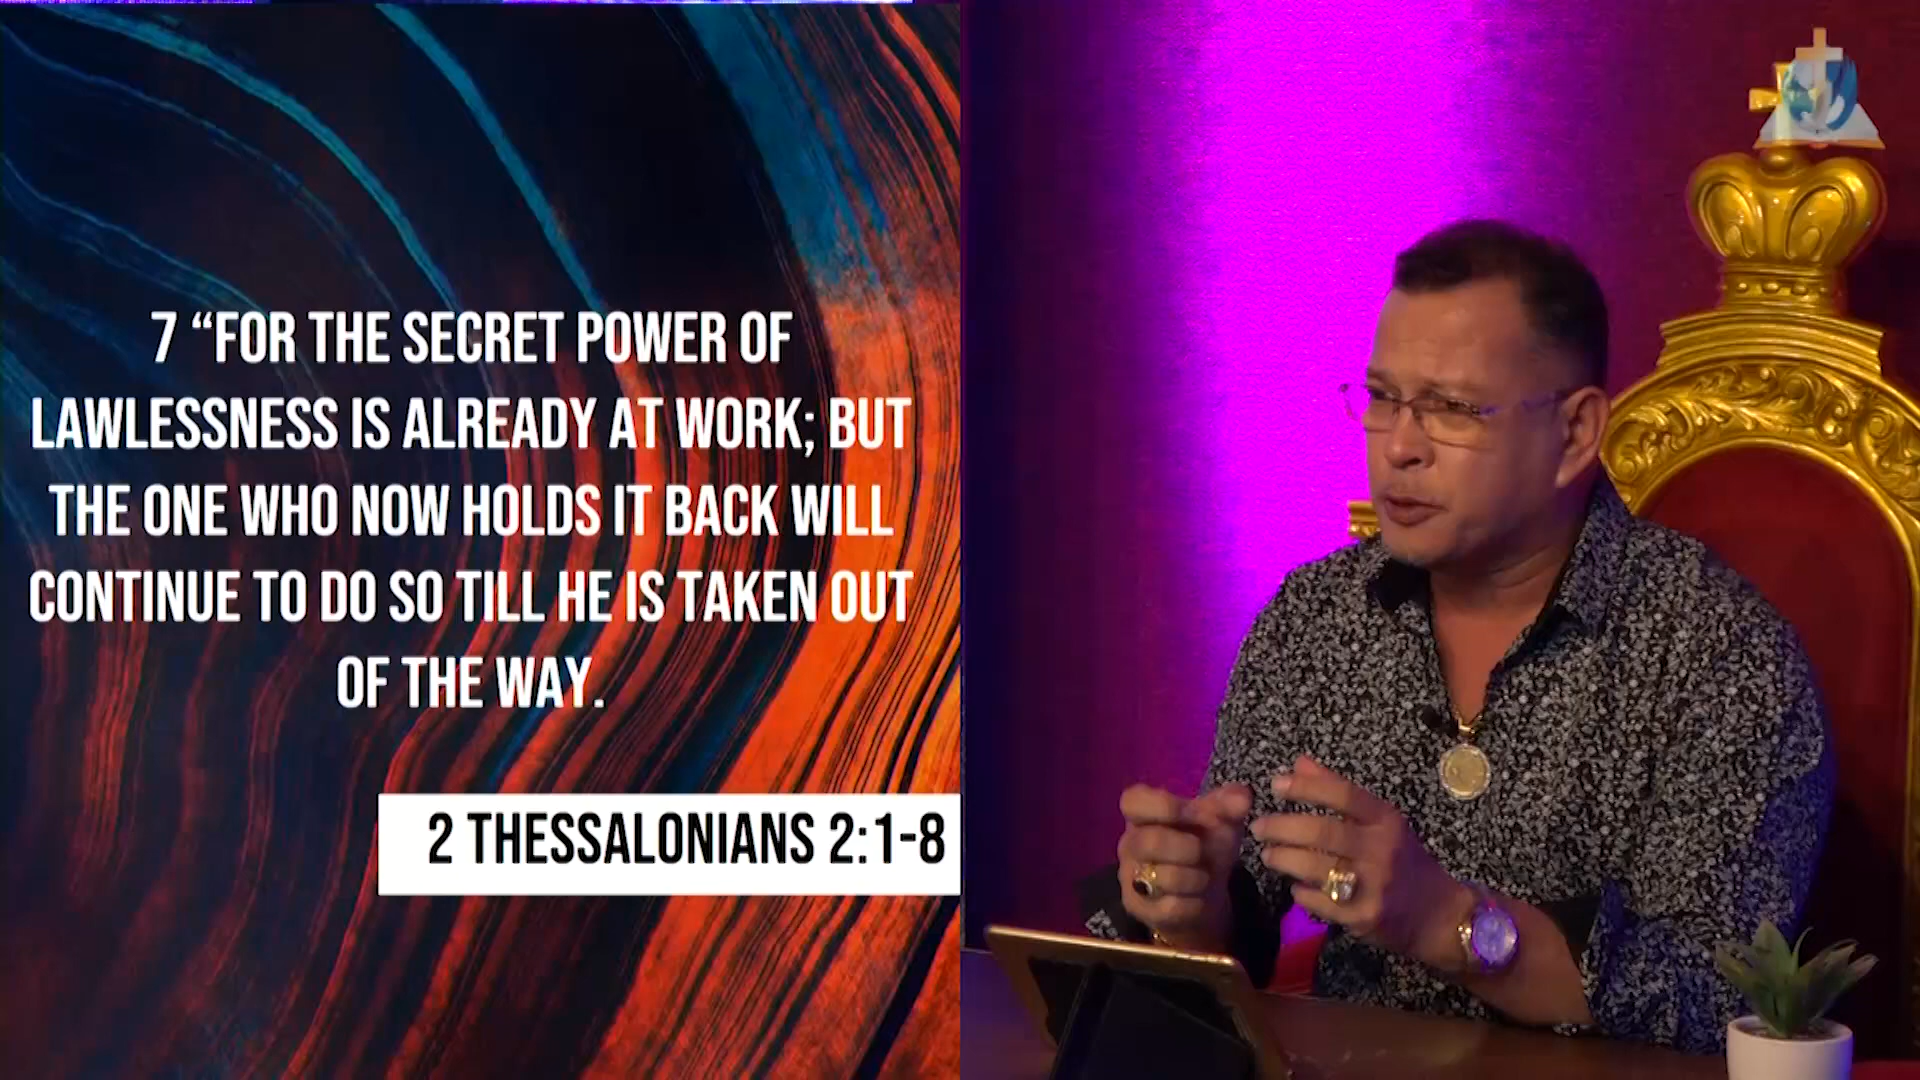 7 “FOR THE SECRET POWER OF
LAWLESSNESS IS ALREADY AT WORK; BUT
THE ONE WHO NOW HOLDS IT BACK WILL
CONTINUE TO DO SO TILL HE IS TAKEN OUT
OF THE WAY.
2 THESSALONIANS 2:1-8